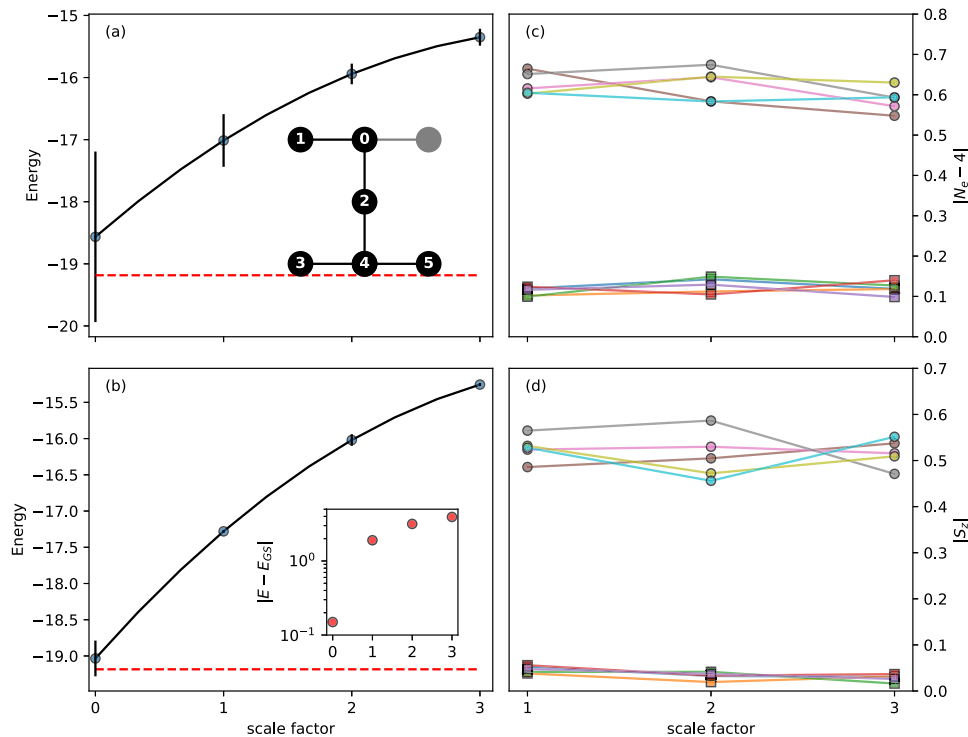 (a)
Energy
−15
−16
−17
−18
−19
−20
0 1 2 3
1 0
2
3 4 5
(c)
|N_e − 4|
0.8
0.7
0.6
0.5
0.4
0.3
0.2
0.1
0.0
1 2 3
(b)
Energy
−15.5
−16.0
−16.5
−17.0
−17.5
−18.0
−18.5
−19.0
0 1 2 3
scale factor
|E − E_GS|
10⁰
10⁻¹
0 1 2 3
(d)
|S_z|
0.7
0.6
0.5
0.4
0.3
0.2
0.1
0.0
1 2 3
scale factor